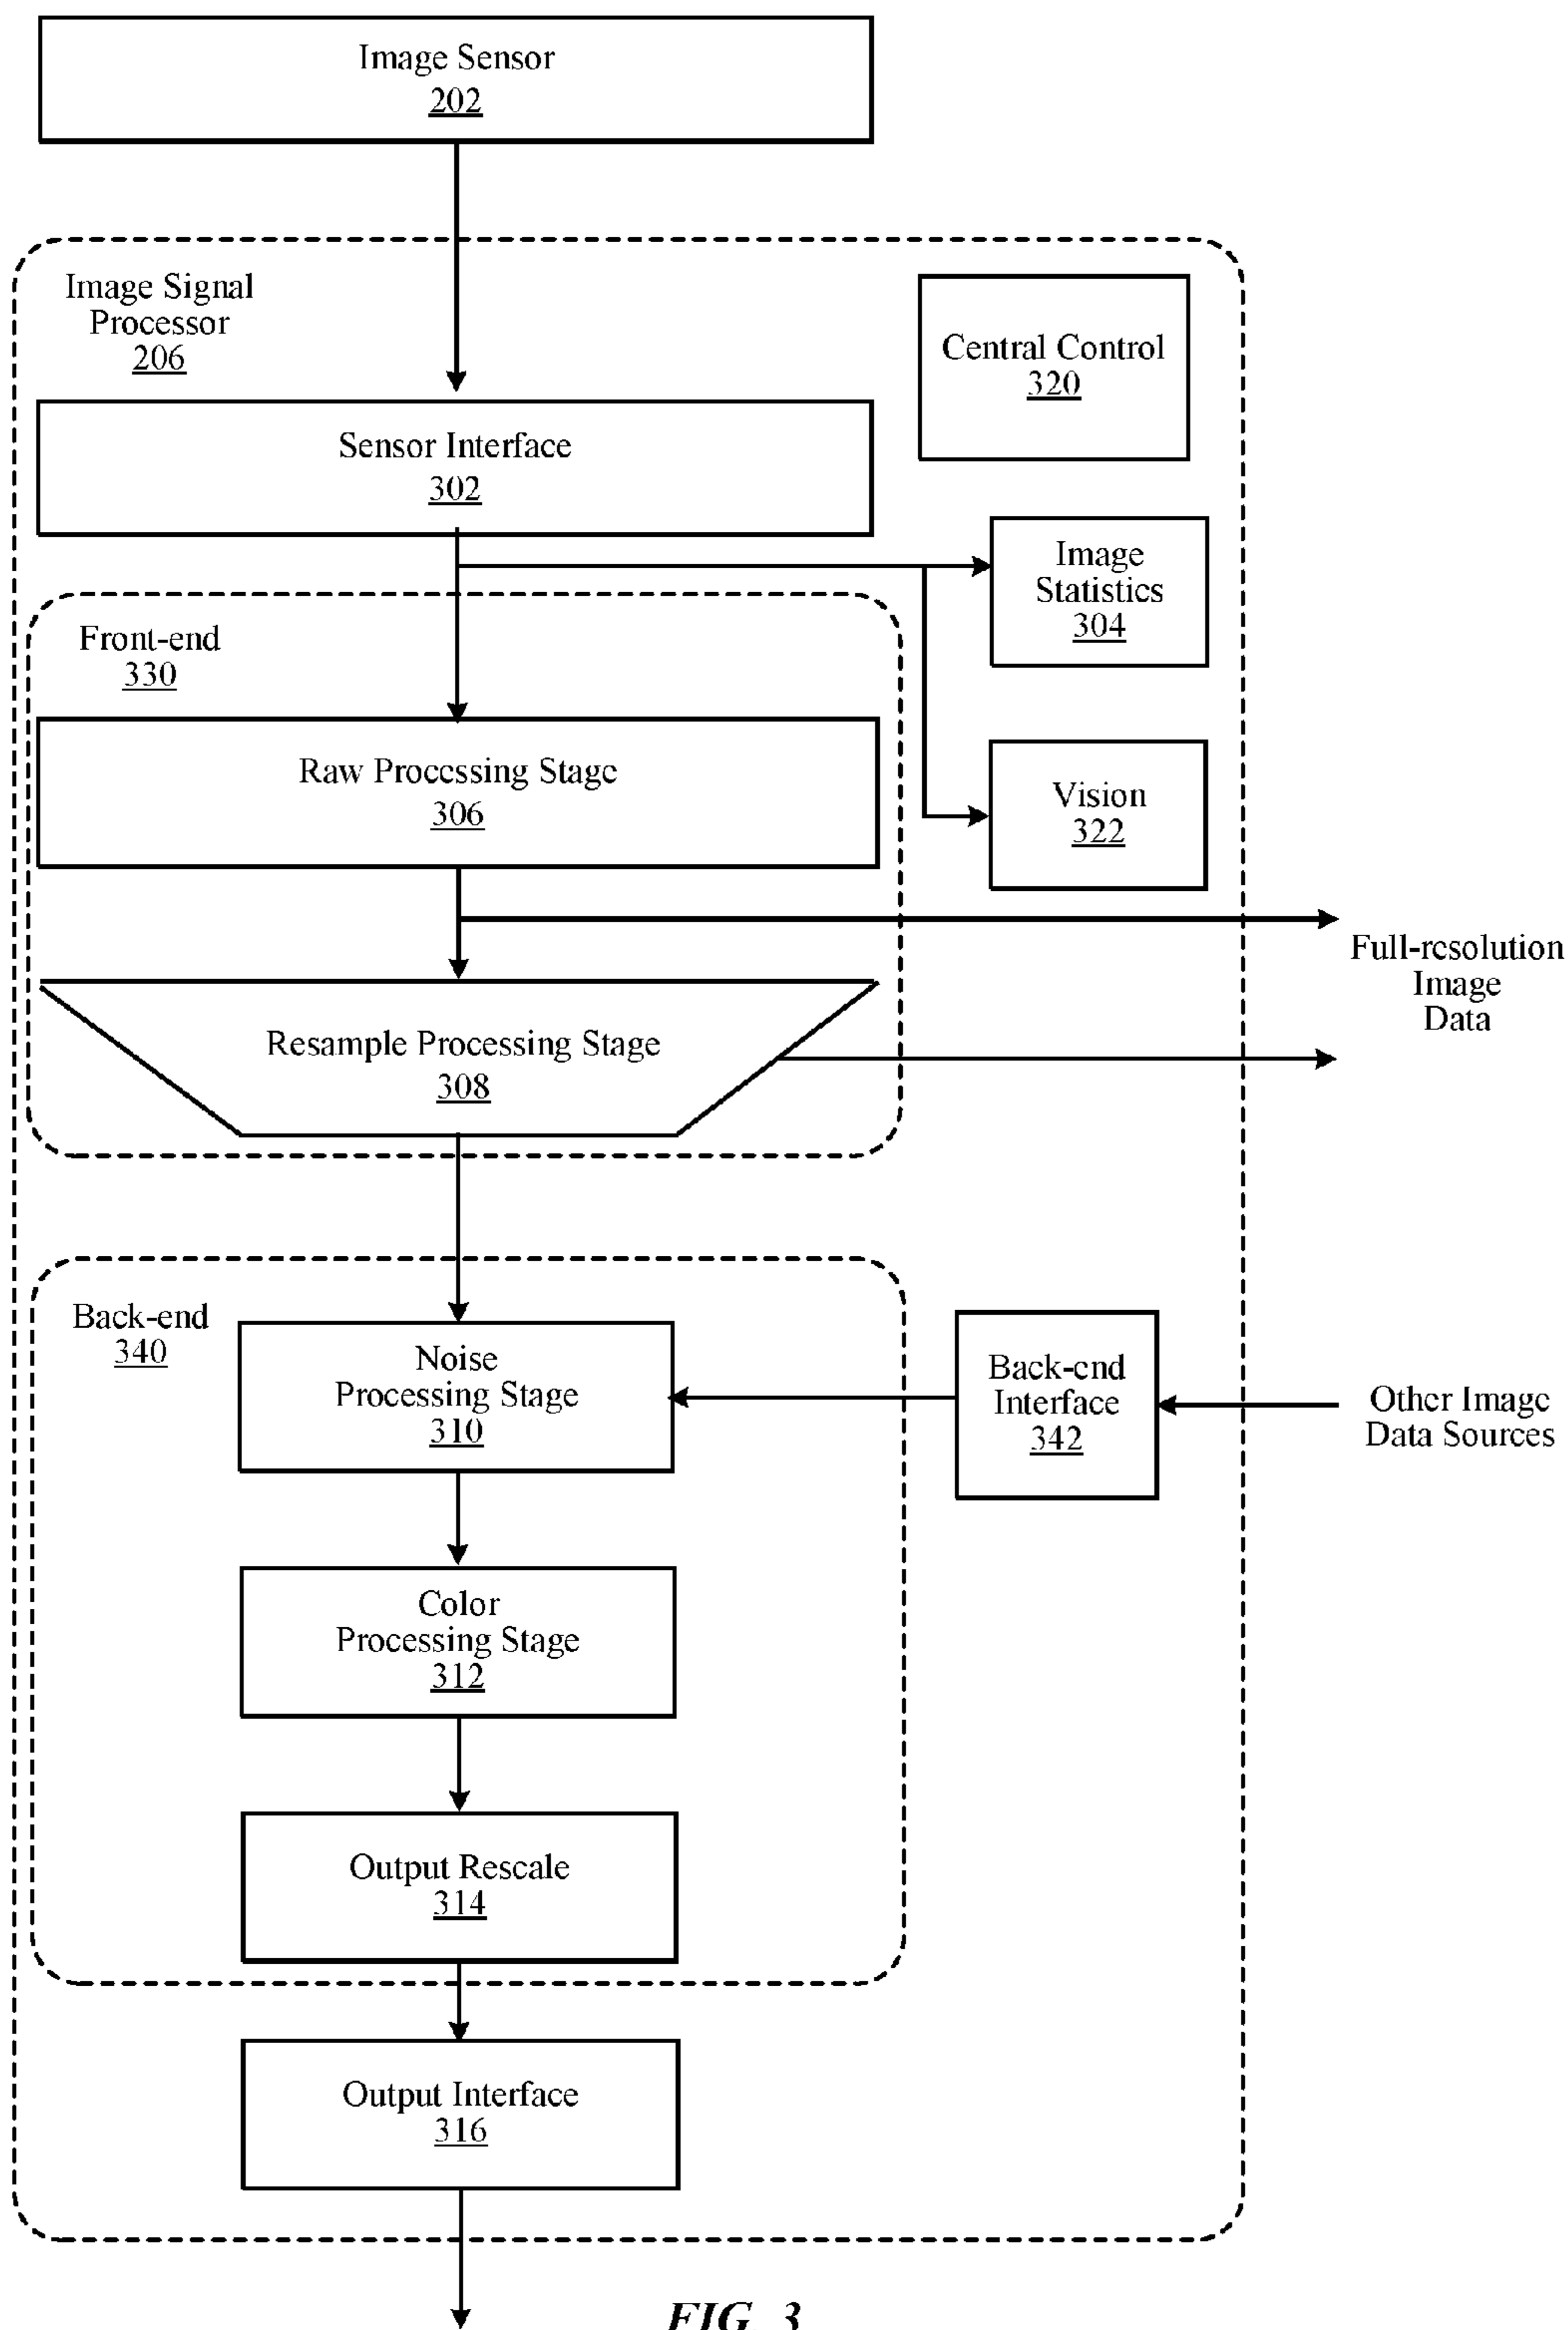 Image Sensor
202
Image Signal
Processor
206
Central Control
320
Sensor Interface
302
Image
Statistics
304
Front-end
330
Raw Processing Stage
306
Vision
322
Full-resolution
Image
Data
Resample Processing Stage
308
Back-end
340
Noise
Processing Stage
310
Back-end
Interface
342
Other Image
Data Sources
Color
Processing Stage
312
Output Rescale
314
Output Interface
316
FIG. 3